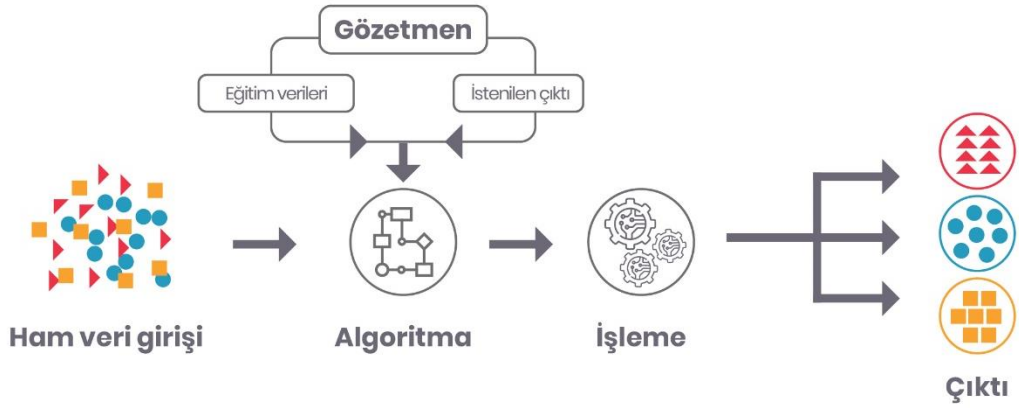 Gözetmen
Eğitim verileri
İstenilen çıktı
Ham veri girişi
Algoritma
İşleme
Çıktı